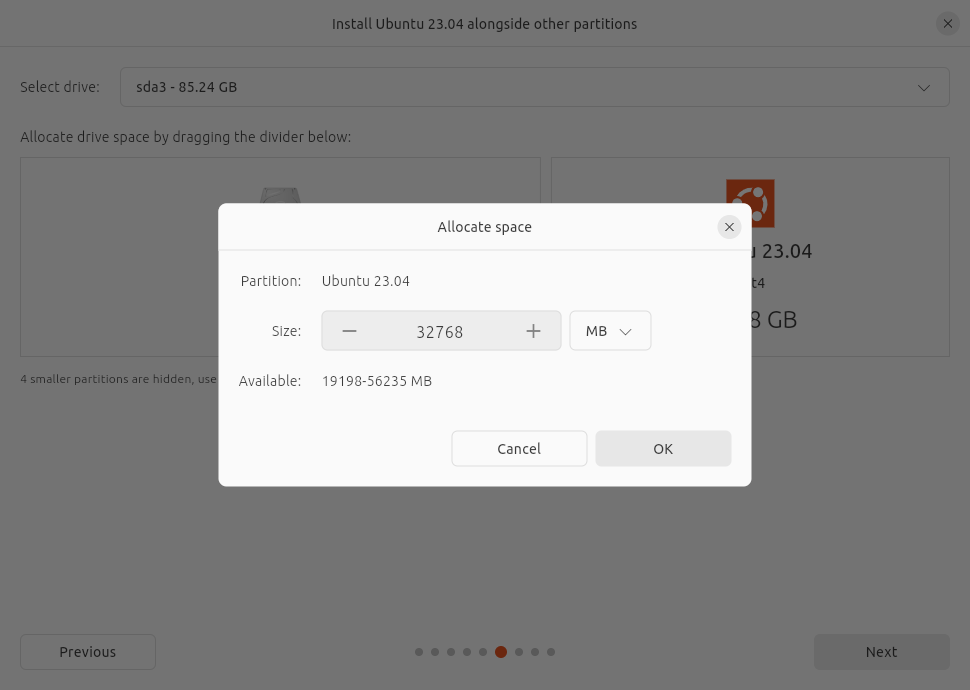 Install Ubuntu 23.04 alongside other partitions
Select drive: sda3 - 85.24 GB
Allocate drive space by dragging the divider below:
23.04
Allocate space
Partition: Ubuntu 23.04
t4
Size: 32768 MB
8 GB
4 smaller partitions are hidden, use
Available: 19198-56235 MB
Cancel OK
Previous Next